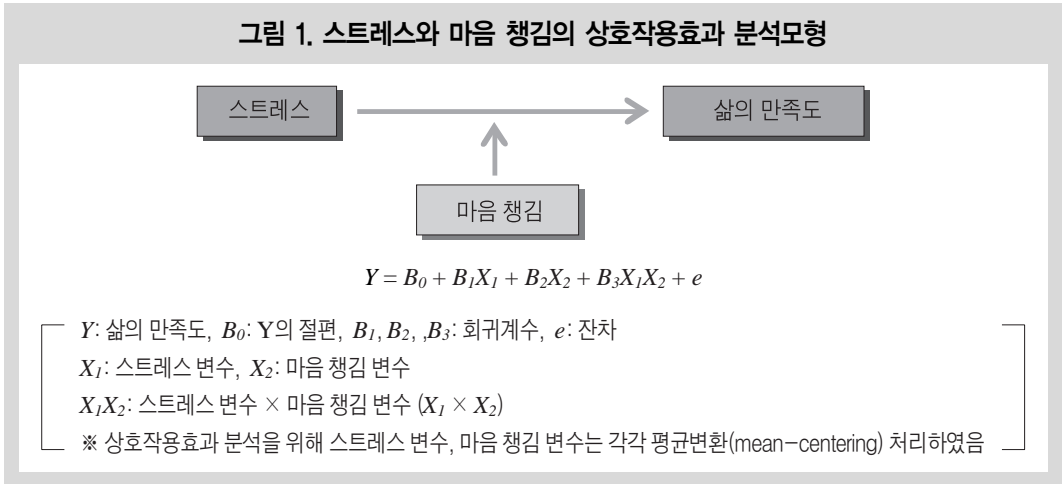 그림 1. 스트레스와 마음 챙김의 상호작용효과 분석모형
스트레스 삶의 만족도
마음 챙김
Y = B₀ + B₁X₁ + B₂X₂ + B₃X₁X₂ + e
Y: 삶의 만족도, B₀: Y의 절편, B₁, B₂, ,B₃: 회귀계수, e: 잔차
X₁: 스트레스 변수, X₂: 마음 챙김 변수
X₁X₂: 스트레스 변수 × 마음 챙김 변수 (X₁ × X₂)
※ 상호작용효과 분석을 위해 스트레스 변수, 마음 챙김 변수는 각각 평균변환(mean-centering) 처리하였음